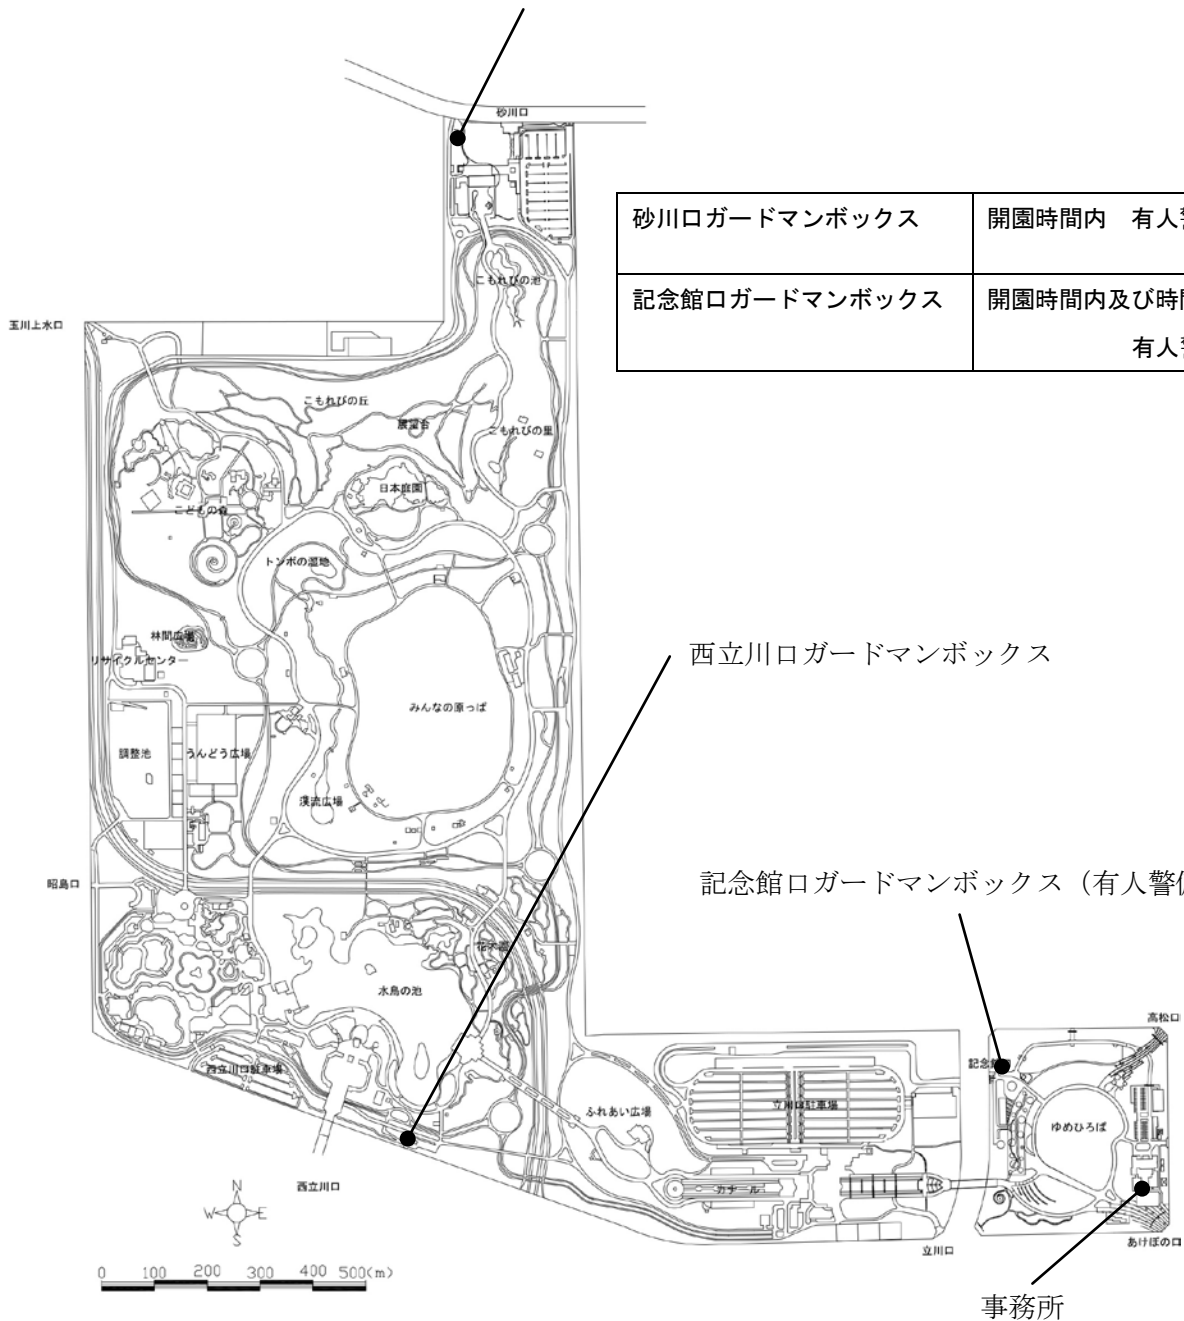 砂川口
砂川口ガードマンボックス
開園時間内 有人
記念館口ガードマンボックス
開園時間内及び時
有人
玉川上水口
こもれびの池
こもれびの丘
展望台
こもれびの里
日本庭園
こどもの森
トンボの湿地
林間広場
リサイクルセンター
西立川口ガードマンボックス
みんなの原っぱ
調整池
うんどう広場
渓流広場
昭島口
記念館口ガードマンボックス（有人警
花木園
水鳥の池
高松口
記念館
西立川口駐車場
立川口駐車場
ふれあい広場
ゆめひろば
カナール
西立川口
N
W E
S
立川口
あけぼの口
0 100 200 300 400 500(m)
事務所